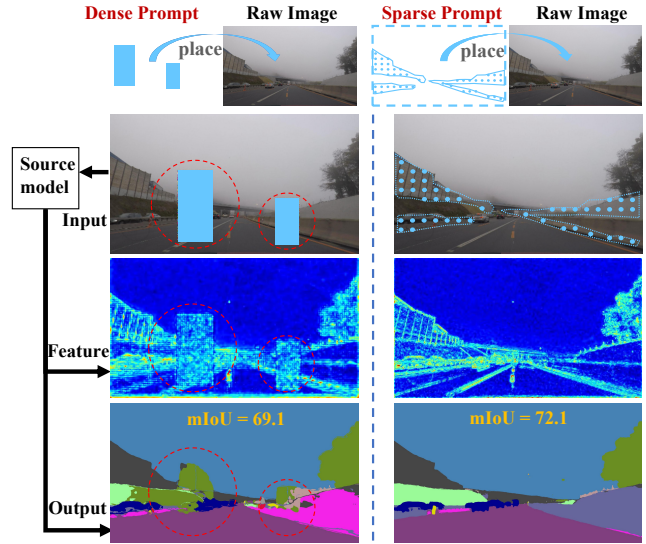 Dense Prompt Raw Image Sparse Prompt Raw Image
place place
Source
model
Input
Feature
mIoU = 69.1 mIoU = 72.1
Output